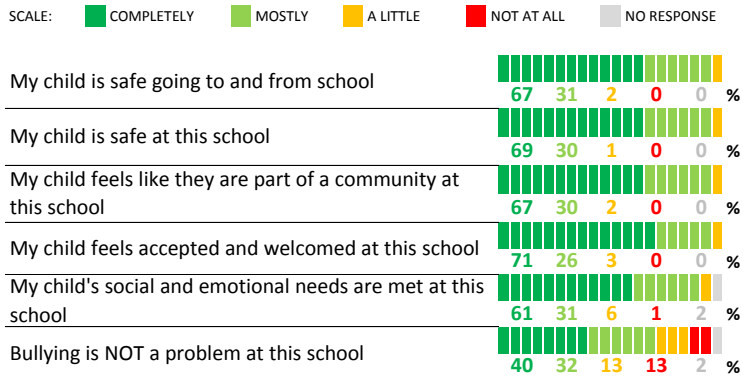 SCALE: COMPLETELY MOSTLY A LITTLE NOT AT ALL NO RESPONSE
My child is safe going to and from school
67 31 2 0 0 %
My child is safe at this school
69 30 1 0 0 %
My child feels like they are part of a community at
this school
67 30 2 0 0 %
My child feels accepted and welcomed at this school
71 26 3 0 0 %
My child's social and emotional needs are met at this
school
61 31 6 1 2 %
Bullying is NOT a problem at this school
40 32 13 13 2 %